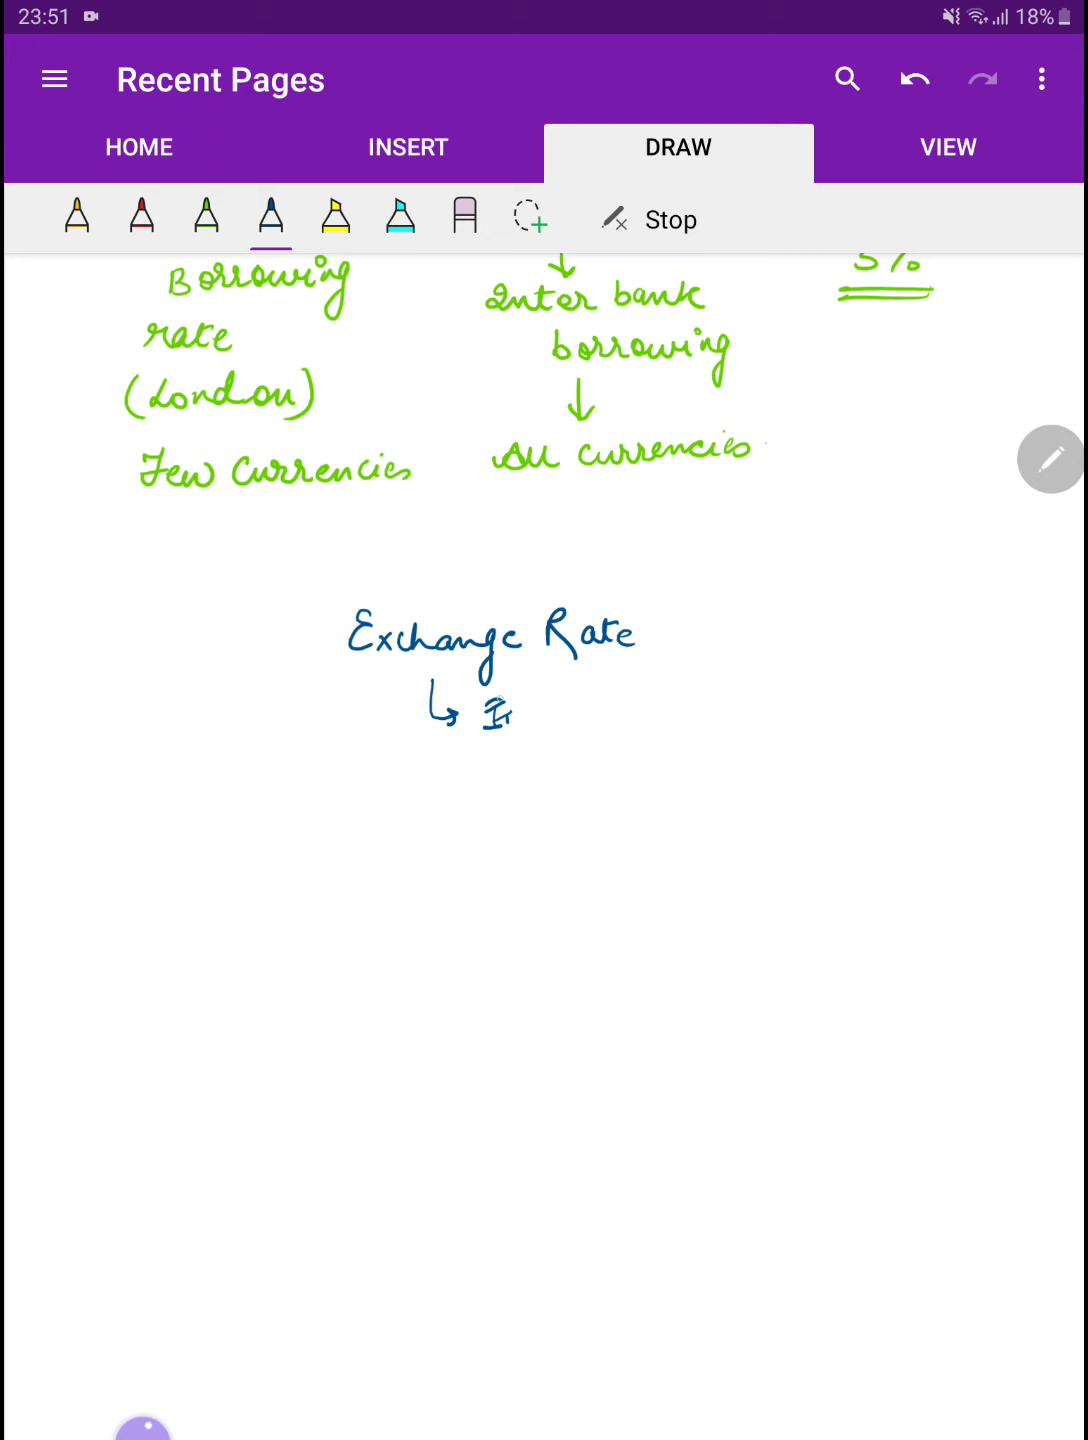 23:51 18%
Recent Pages
HOME INSERT DRAW VIEW
Stop
Borrowing
rate
(London)
Few Currencies
↓
Inter bank
borrowing
↓
All currencies
5%
Exchange Rate
↳